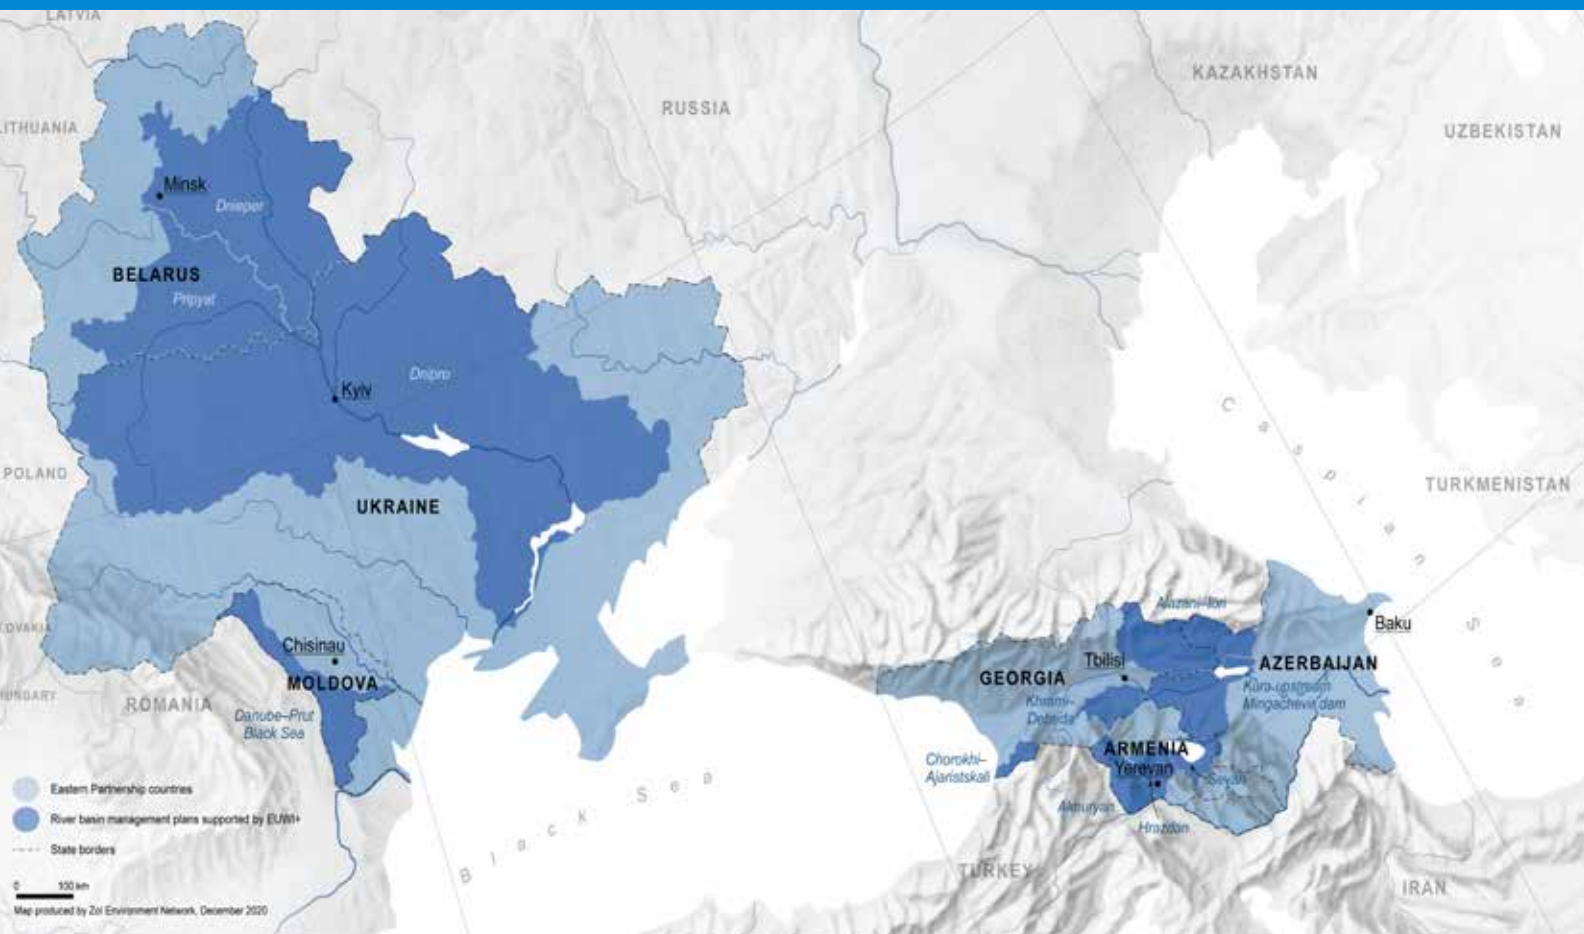 LATVIA
KAZAKHSTAN
RUSSIA
LITHUANIA
UZBEKISTAN
Minsk
Dnieper
BELARUS
Pripyat
Dnipro
Kyiv
Caspian Sea
POLAND
TURKMENISTAN
UKRAINE
Alazani–Iori
Baku
Chisinau
Tbilisi
AZERBAIJAN
GEORGIA
MOLDOVA
Kura-upstream
Mingachevir dam
ROMANIA
HUNGARY
Khrami–
Debeda
Danube–Prut
Black Sea
ARMENIA
Chorokhi–
Ajaristskali
Yerevan
Sevan
Eastern Partnership countries
Black Sea
River basin management plans supported by EUWI+
Akhuryan
Hrazdan
State borders
TURKEY
IRAN
0 100 km
Map produced by Zoï Environment Network, December 2020